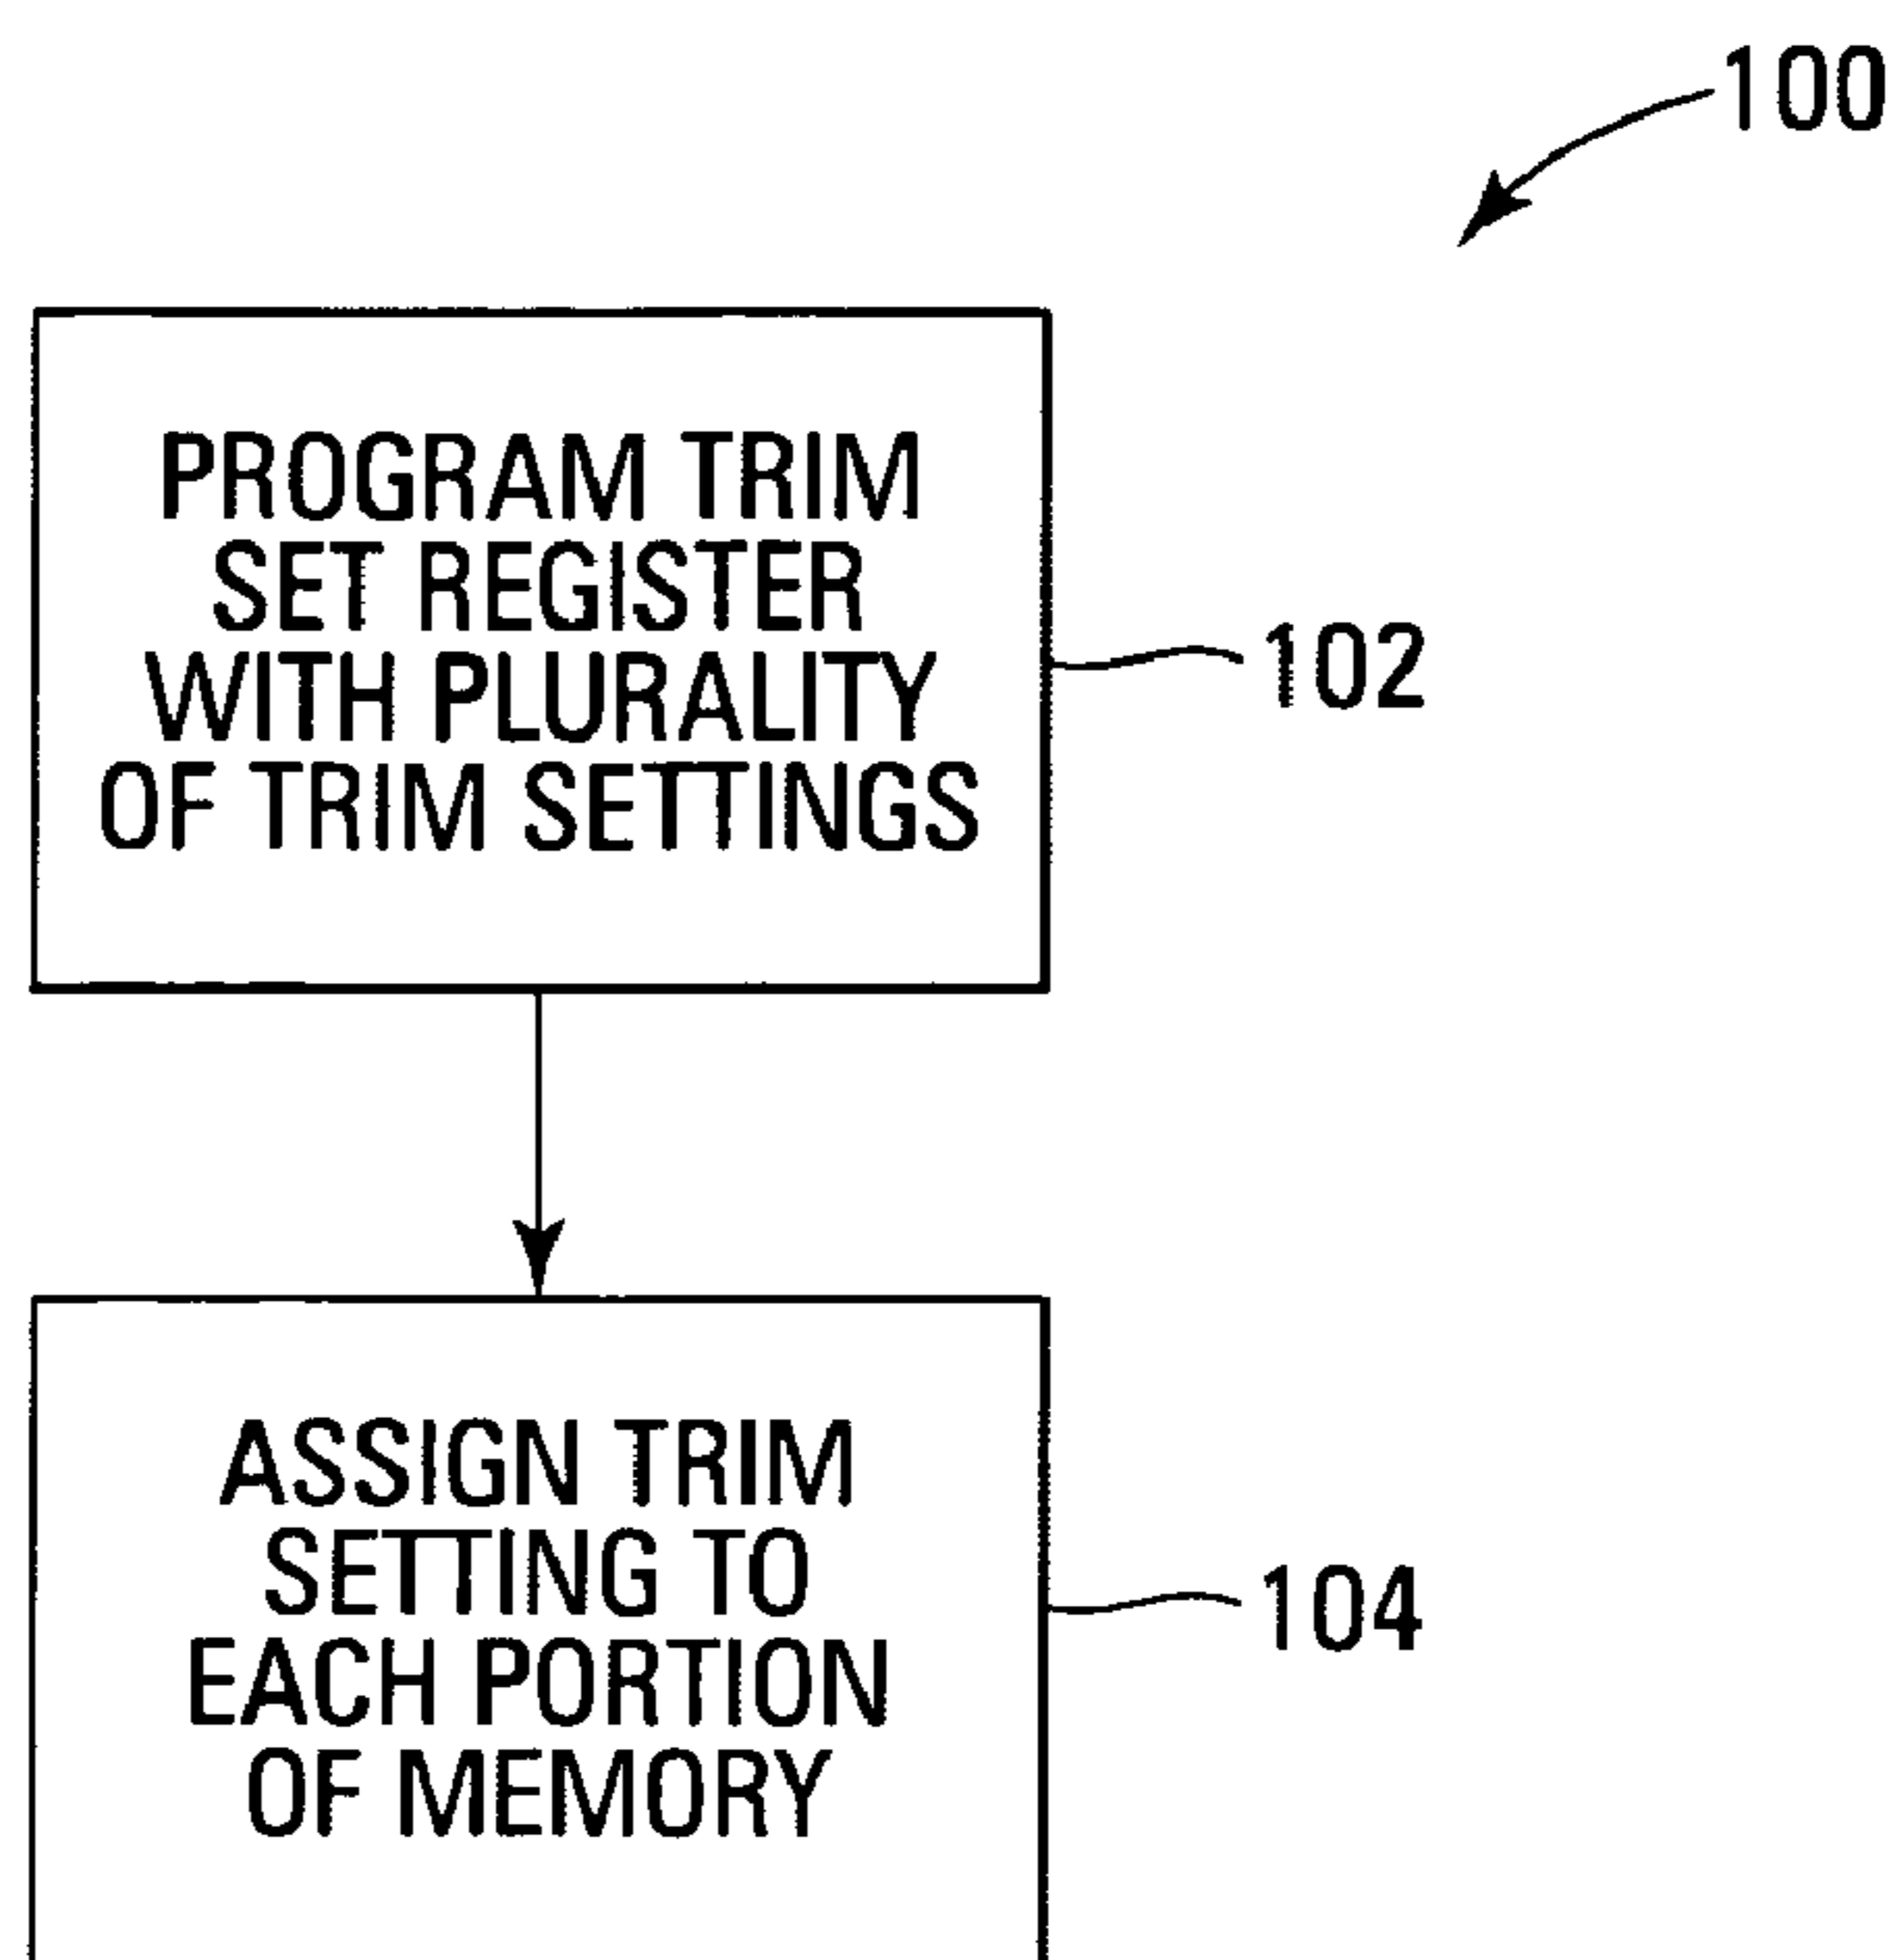 100
PROGRAM TRIM
SET REGISTER
WITH PLURALITY
OF TRIM SETTINGS
102
ASSIGN TRIM
SETTING TO
EACH PORTION
OF MEMORY
104